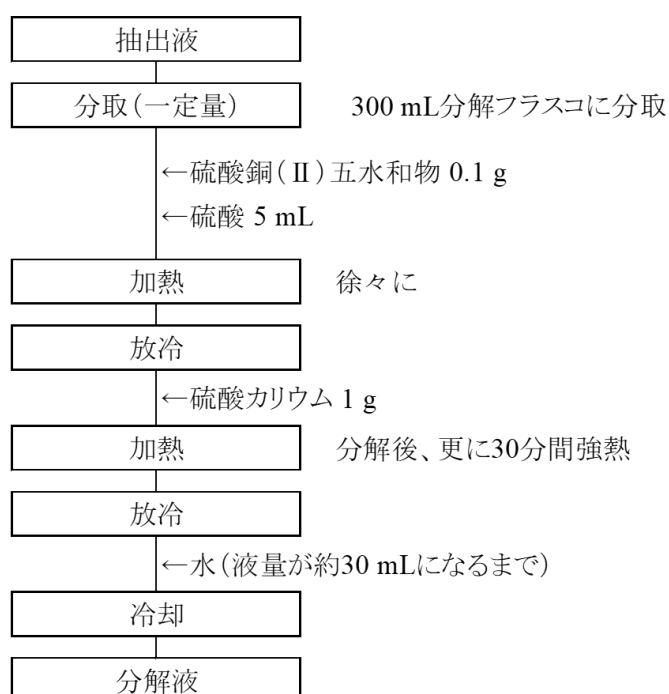 抽出液
分取(一定量) 300 mL分解フラスコに分取
←硫酸銅(Ⅱ)五水和物 0.1 g
←硫酸 5 mL
加熱 徐々に
放冷
←硫酸カリウム 1 g
加熱 分解後、更に30分間強熱
放冷
←水(液量が約30 mLになるまで)
冷却
分解液